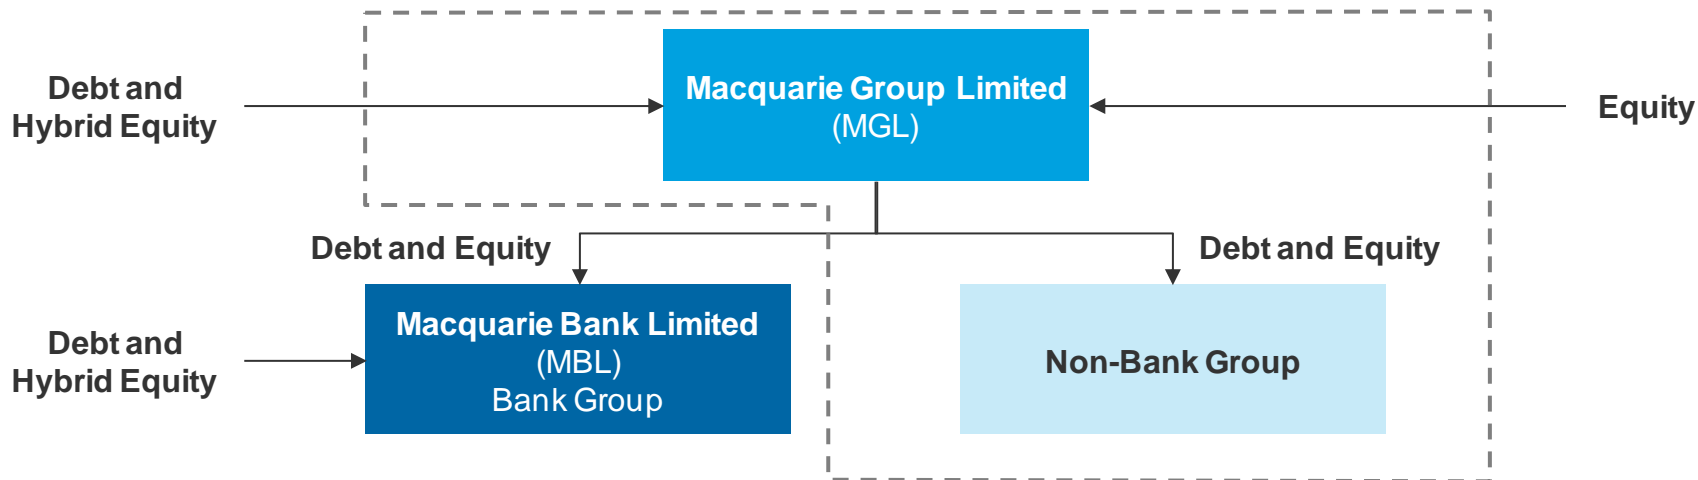 Debt and
Hybrid Equity
Macquarie Group Limited
(MGL)
Equity
Debt and Equity
Debt and Equity
Debt and
Hybrid Equity
Macquarie Bank Limited
(MBL)
Bank Group
Non-Bank Group